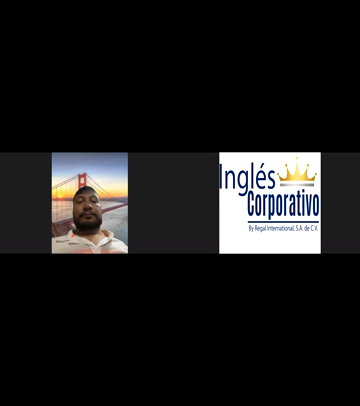 Inglés
Corporativo
By Regal International, S.A. de C.V.